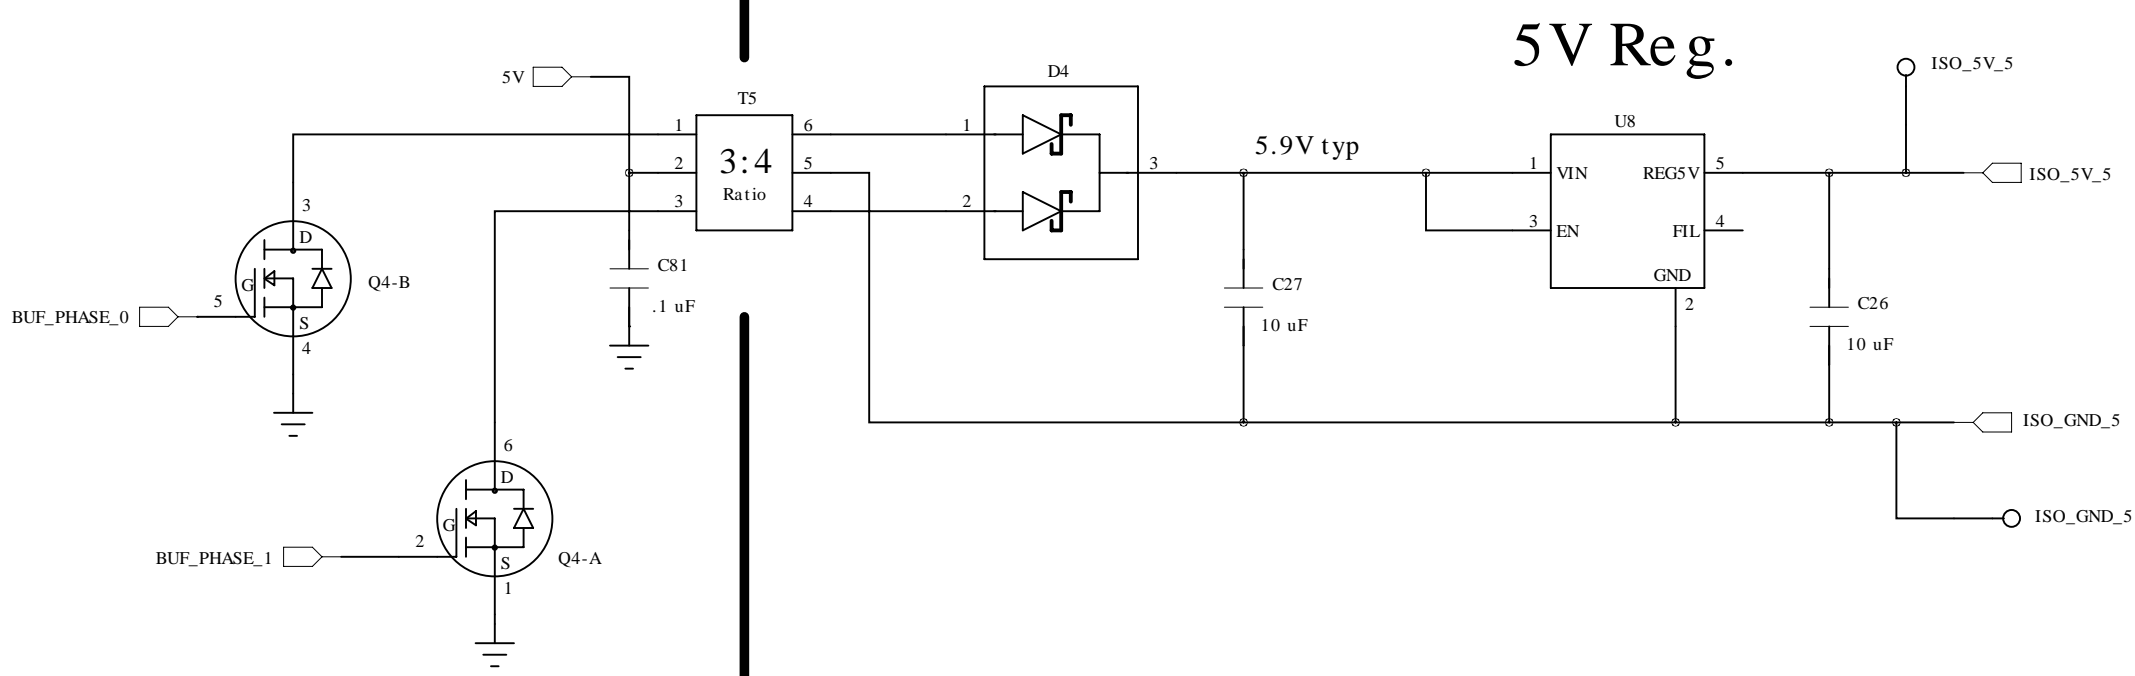 5V Reg.
ISO_5V_5
5V
D4
T5
U8
1
6
1
5.9V typ
3:4
2
5
3
1
VIN
REG5V
5
ISO_5V_5
Ratio
3
4
2
3
3
EN
FIL
4
D
C81
GND
G
Q4-B
C27
2
C26
5
.1 uF
BUF_PHASE_0
S
10 uF
10 uF
4
ISO_GND_5
6
D
G
ISO_GND_5
2
BUF_PHASE_1
S
Q4-A
1